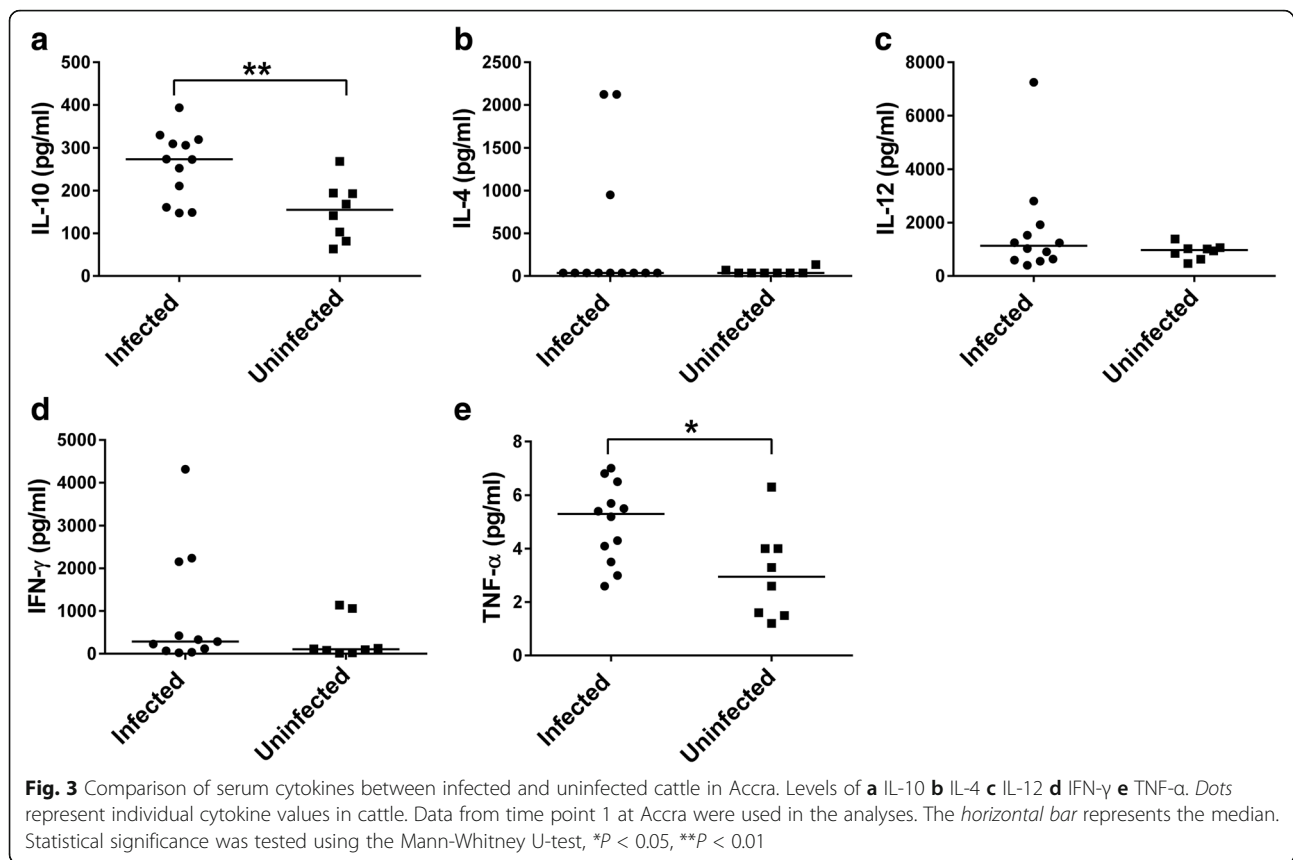 a
b
c
500
400
300
200
100
0
IL-10 (pg/ml)
**
Infected
Uninfected
2500
2000
1500
1000
500
0
IL-4 (pg/ml)
Infected
Uninfected
8000
6000
4000
2000
0
IL-12 (pg/ml)
Infected
Uninfected
d
e
5000
4000
3000
2000
1000
0
IFN-γ (pg/ml)
Infected
Uninfected
8
6
4
2
0
TNF-α (pg/ml)
*
Infected
Uninfected
Fig. 3 Comparison of serum cytokines between infected and uninfected cattle in Accra. Levels of a IL-10 b IL-4 c IL-12 d IFN-γ e TNF-α. Dots
represent individual cytokine values in cattle. Data from time point 1 at Accra were used in the analyses. The horizontal bar represents the median.
Statistical significance was tested using the Mann-Whitney U-test, *P < 0.05, **P < 0.01